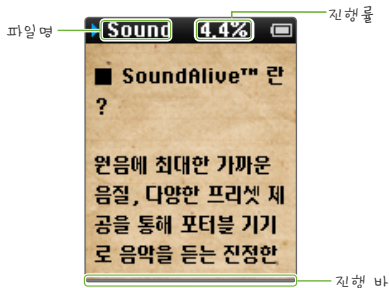 파일명
Sound 4.4%
진행률
■ SoundAlive™ 란
?
원음에 최대한 가까운
음질, 다양한 프리셋 제
공을 통해 포터블 기기
로 음악을 듣는 진정한
진행 바